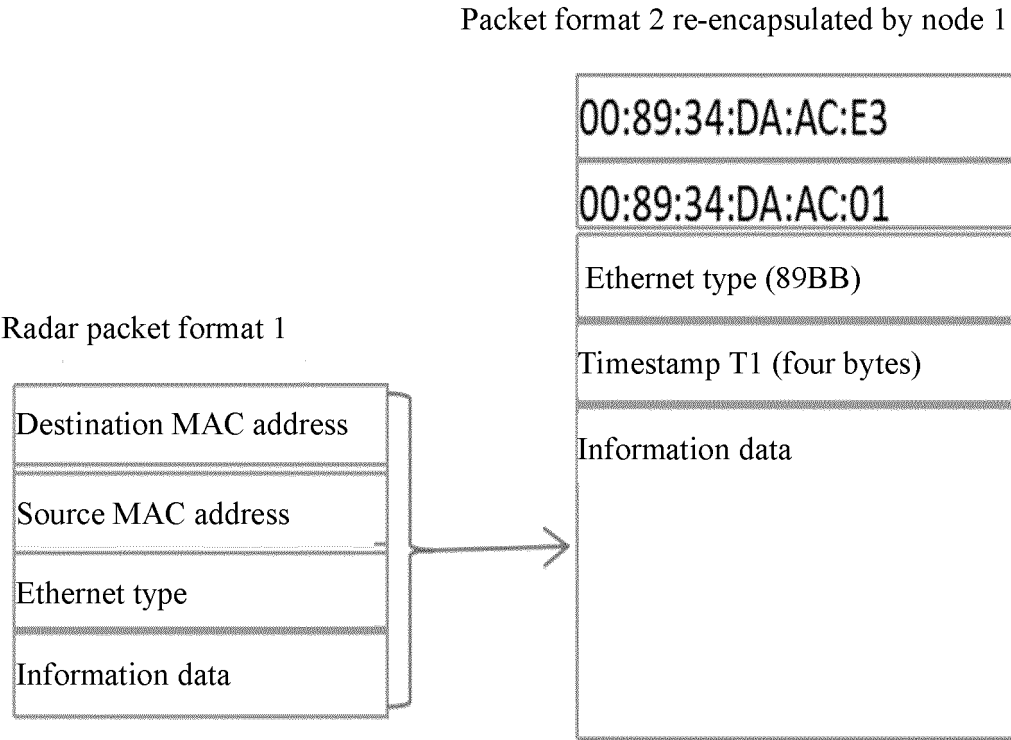 Packet format 2 re-encapsulated by node 1
00:89:34:DA:AC:E3
00:89:34:DA:AC:01
Ethernet type (89BB)
Timestamp T1 (four bytes)
Information data
Radar packet format 1
Destination MAC address
Source MAC address
Ethernet type
Information data